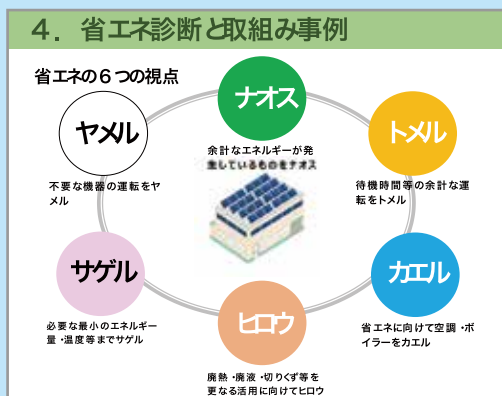 4．省エネ診断と取組み事例
省エネの6つの視点
ナオス
余計なエネルギーが発
生しているものをナオス
ヤメル
不要な機器の運転をヤ
メル
トメル
待機時間等の余計な運
転をトメル
サゲル
必要な最小のエネルギー
量・温度等までサゲル
カエル
省エネに向けて空調・ボ
イラーをカエル
ヒロウ
廃熱・廃液・切りくず等を
更なる活用に向けてヒロウ